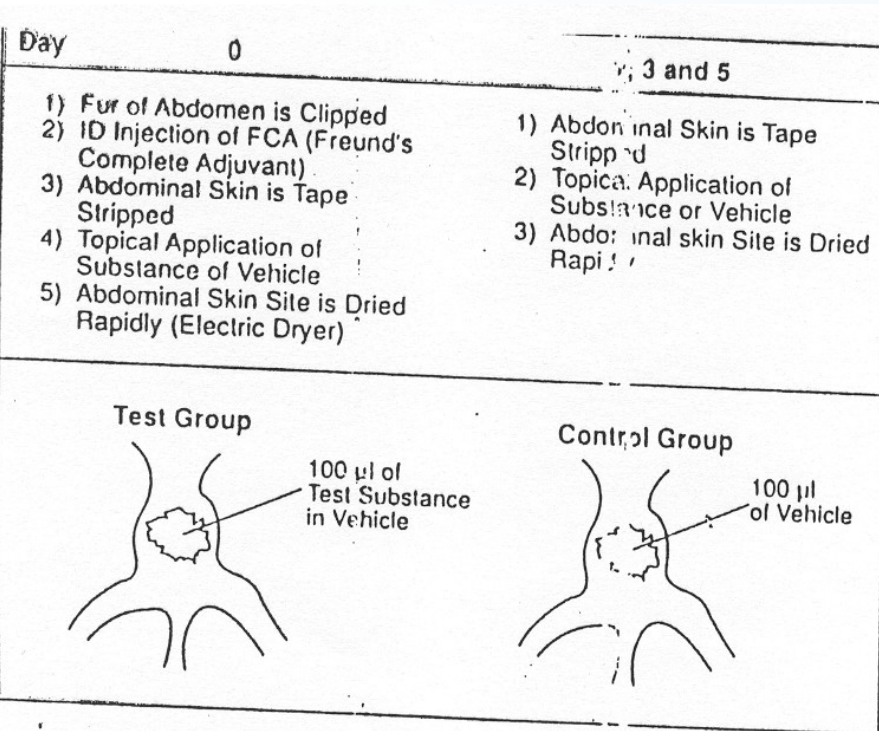 Day 0
3 and 5
1) Fur of Abdomen is Clipped
2) ID Injection of FCA (Freund's
Complete Adjuvant)
3) Abdominal Skin is Tape
Stripped
4) Topical Application of
Substance of Vehicle
5) Abdominal Skin Site is Dried
Rapidly (Electric Dryer)
1) Abdominal Skin is Tape
Stripped
2) Topical Application of
Substance or Vehicle
3) Abdominal skin Site is Dried
Test Group
100 µl of
Test Substance
in Vehicle
Control Group
100 µl
of Vehicle